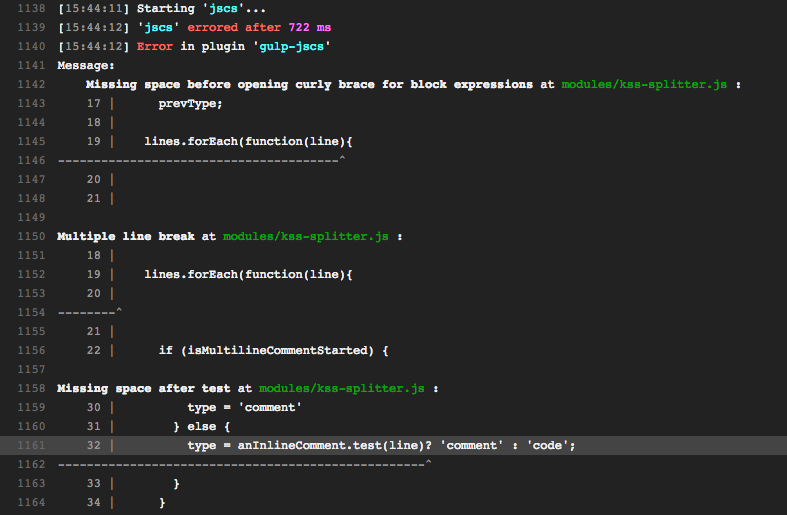 1138 [15:44:11] Starting 'jscs'...
1139 [15:44:12] 'jscs' errored after 722 ms
1140 [15:44:12] Error in plugin 'gulp-jscs'
1141 Message:
1142     Missing space before opening curly brace for block expressions at modules/kss-splitter.js :
1143     17 |      prevType;
1144     18 |
1145     19 |    lines.forEach(function(line){
1146 ---------------------------------------^
1147     20 |
1148     21 |
1149
1150 Multiple line break at modules/kss-splitter.js :
1151     18 |
1152     19 |    lines.forEach(function(line){
1153     20 |
1154 --------^
1155     21 |
1156     22 |      if (isMultilineCommentStarted) {
1157
1158 Missing space after test at modules/kss-splitter.js :
1159     30 |          type = 'comment'
1160     31 |        } else {
1161     32 |          type = anInlineComment.test(line)? 'comment' : 'code';
1162 ---------------------------------------------------^
1163     33 |        }
1164     34 |      }